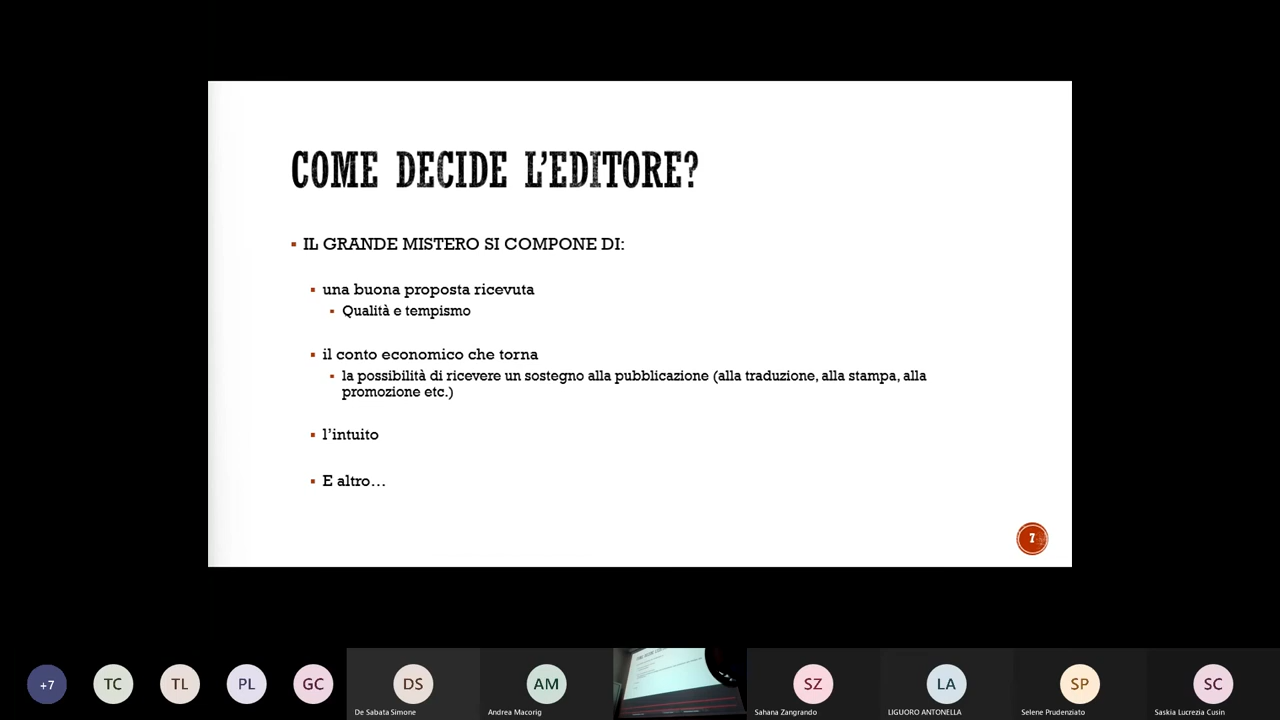 COME DECIDE L'EDITORE?
▪ IL GRANDE MISTERO SI COMPONE DI:
▪ una buona proposta ricevuta
▪ Qualità e tempismo
▪ il conto economico che torna
▪ la possibilità di ricevere un sostegno alla pubblicazione (alla traduzione, alla stampa, alla
promozione etc.)
▪ l'intuito
▪ E altro...
7
+7
TC
TL
PL
GC
DS
AM
SZ
LA
SP
SC
De Sabata Simone
Andrea Macorig
Sahana Zangrando
LIGUORO ANTONELLA
Selene Prudenziato
Saskia Lucrezia Cusin